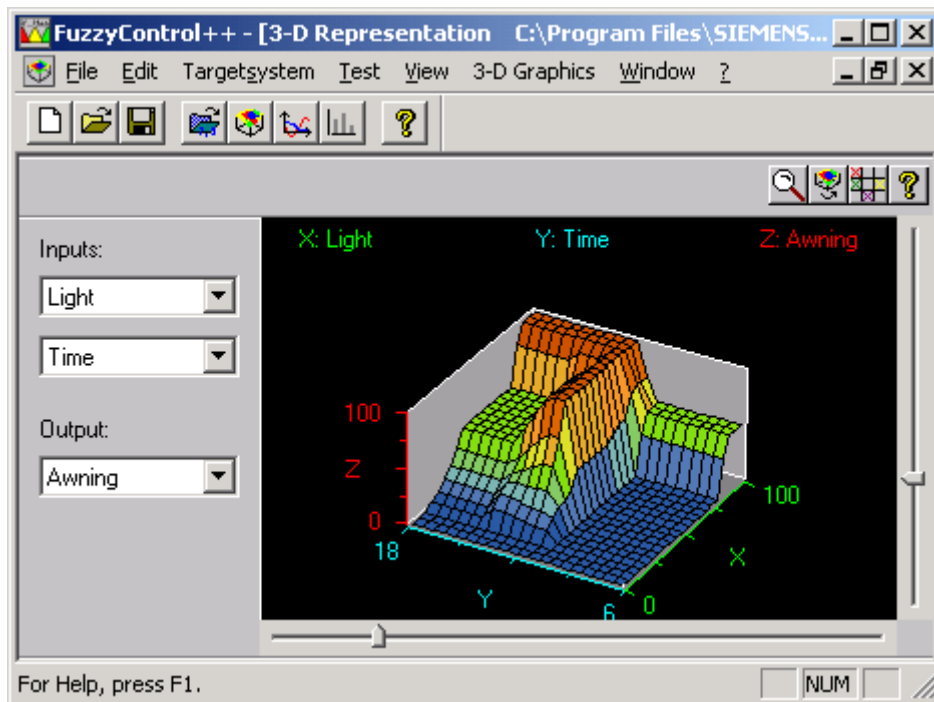 FuzzyControl++ - [3-D Representation C:\Program Files\SIEMENS...
File Edit Targetsystem Test View 3-D Graphics Window ?
Inputs:
Light
Time
Output:
Awning
X: Light Y: Time Z: Awning
100
Z
0
18
Y
6
0
X
100
For Help, press F1.
NUM